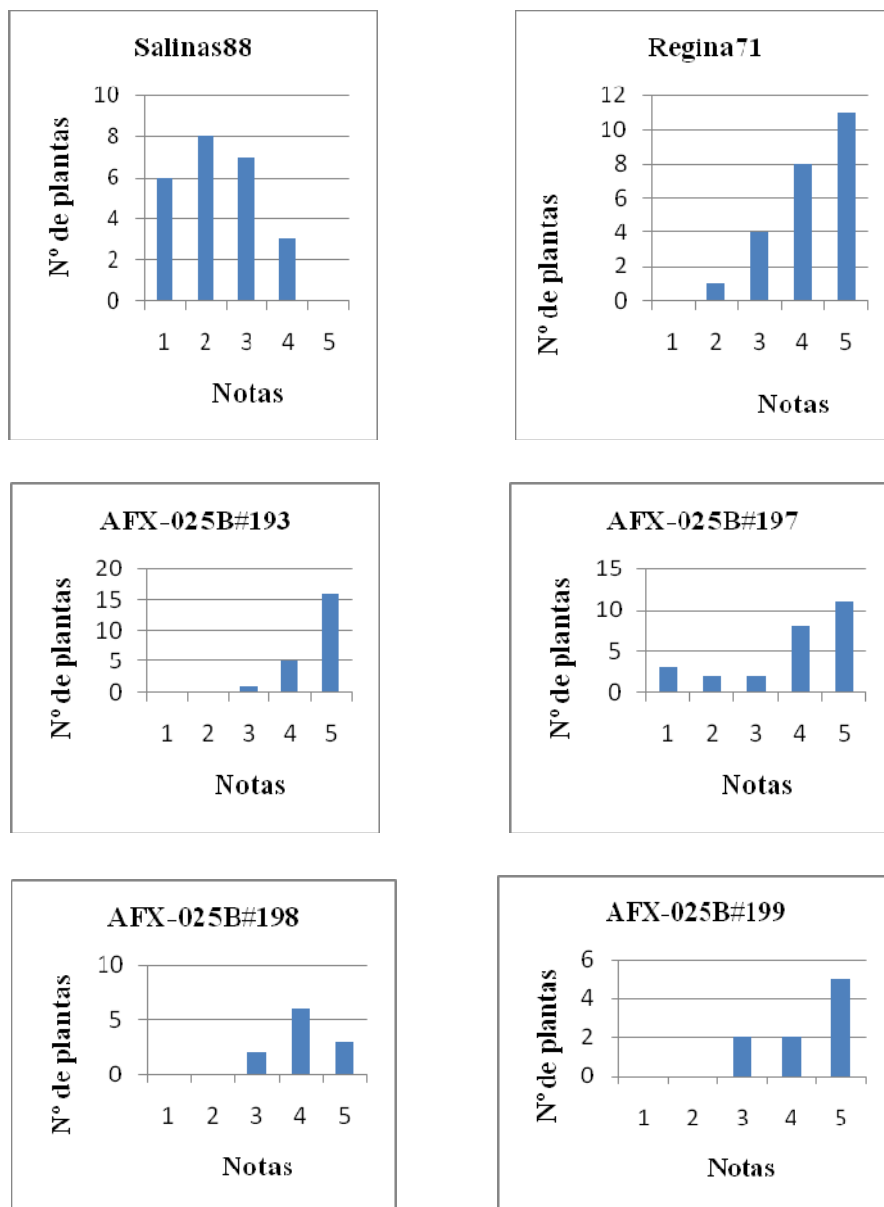 Salinas88
Nº de plantas
10
8
6
4
2
0
1 2 3 4 5
Notas
Regina71
Nº de plantas
12
10
8
6
4
2
0
1 2 3 4 5
Notas
AFX-025B#193
Nº de plantas
20
15
10
5
0
1 2 3 4 5
Notas
AFX-025B#197
Nº de plantas
15
10
5
0
1 2 3 4 5
Notas
AFX-025B#198
Nº de plantas
10
5
0
1 2 3 4 5
Notas
AFX-025B#199
Nº de plantas
6
4
2
0
1 2 3 4 5
Notas